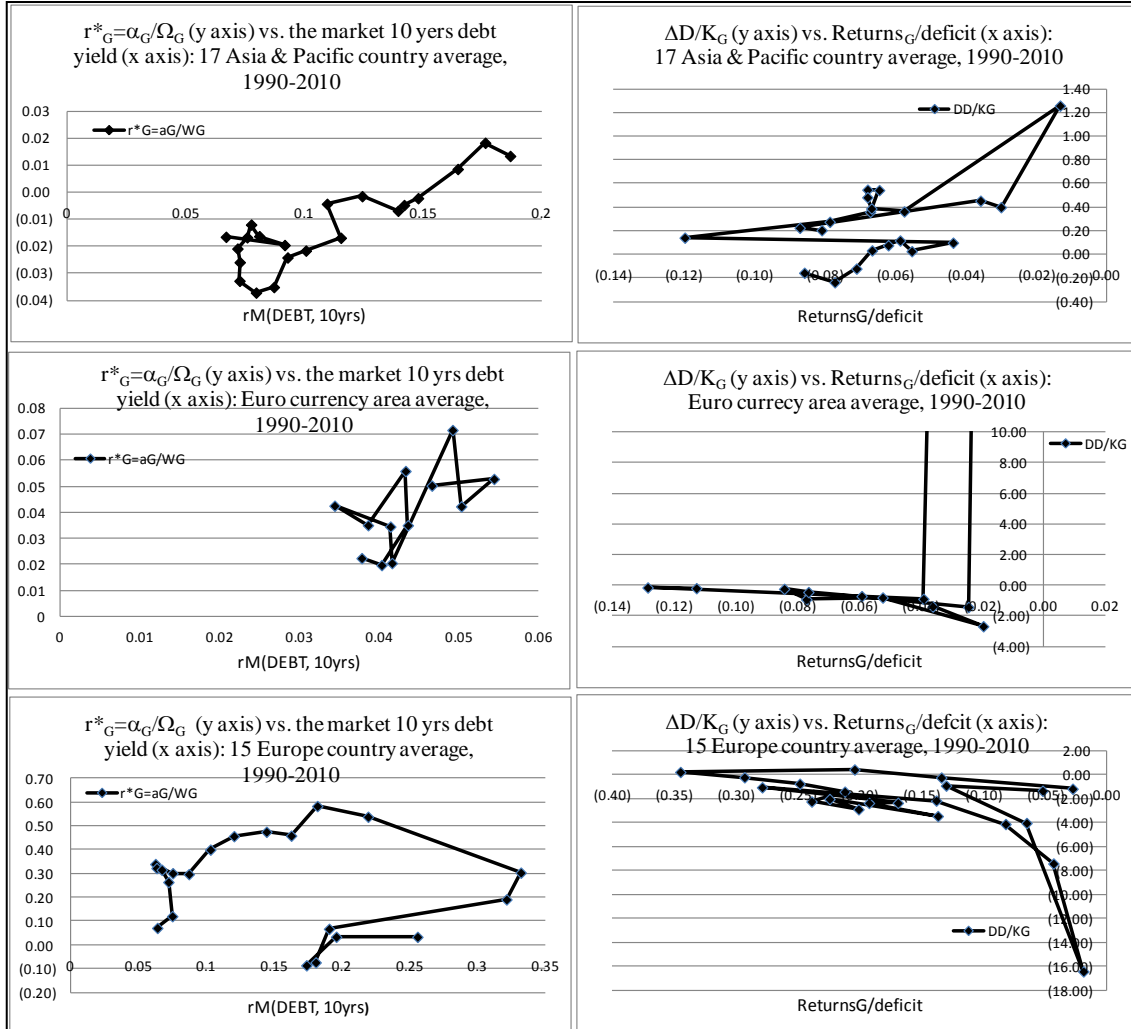 r*G=αG/ΩG (y axis) vs. the market 10 yers debt
yield (x axis): 17 Asia & Pacific country average,
1990-2010
0.03
0.02
0.01
0.00
(0.01)
(0.02)
(0.03)
(0.04)
r*G=aG/WG
0 0.05 0.1 0.15 0.2
rM(DEBT, 10yrs)
ΔD/KG (y axis) vs. ReturnsG/deficit (x axis):
17 Asia & Pacific country average, 1990-2010
DD/KG
1.40
1.20
1.00
0.80
0.60
0.40
0.20
0.00
(0.20)
(0.40)
(0.14) (0.12) (0.10) (0.08) (0.06) (0.04) (0.02) 0.00
ReturnsG/deficit
r*G=αG/ΩG (y axis) vs. the market 10 yrs debt
yield (x axis): Euro currency area average,
1990-2010
0.08
0.07
0.06
0.05
0.04
0.03
0.02
0.01
0
r*G=aG/WG
0 0.01 0.02 0.03 0.04 0.05 0.06
rM(DEBT, 10yrs)
ΔD/KG (y axis) vs. ReturnsG/deficit (x axis):
Euro currecy area average, 1990-2010
10.00
8.00
6.00
4.00
2.00
0.00
(2.00)
(4.00)
DD/KG
(0.14) (0.12) (0.10) (0.08) (0.06) (0.02) 0.00 0.02
ReturnsG/deficit
r*G=αG/ΩG (y axis) vs. the market 10 yrs debt
yield (x axis): 15 Europe country average,
1990-2010
0.70
0.60
0.50
0.40
0.30
0.20
0.10
0.00
(0.10)
(0.20)
r*G=aG/WG
0 0.05 0.1 0.15 0.2 0.25 0.3 0.35
rM(DEBT, 10yrs)
ΔD/KG (y axis) vs. ReturnsG/defcit (x axis):
15 Europe country average, 1990-2010
2.00
0.00
(2.00)
(4.00)
(6.00)
(8.00)
(10.00)
(12.00)
(14.00)
(16.00)
(18.00)
(0.40) (0.35) (0.30) (0.25) (0.20) (0.15) (0.10) (0.05) 0.00
DD/KG
ReturnsG/deficit